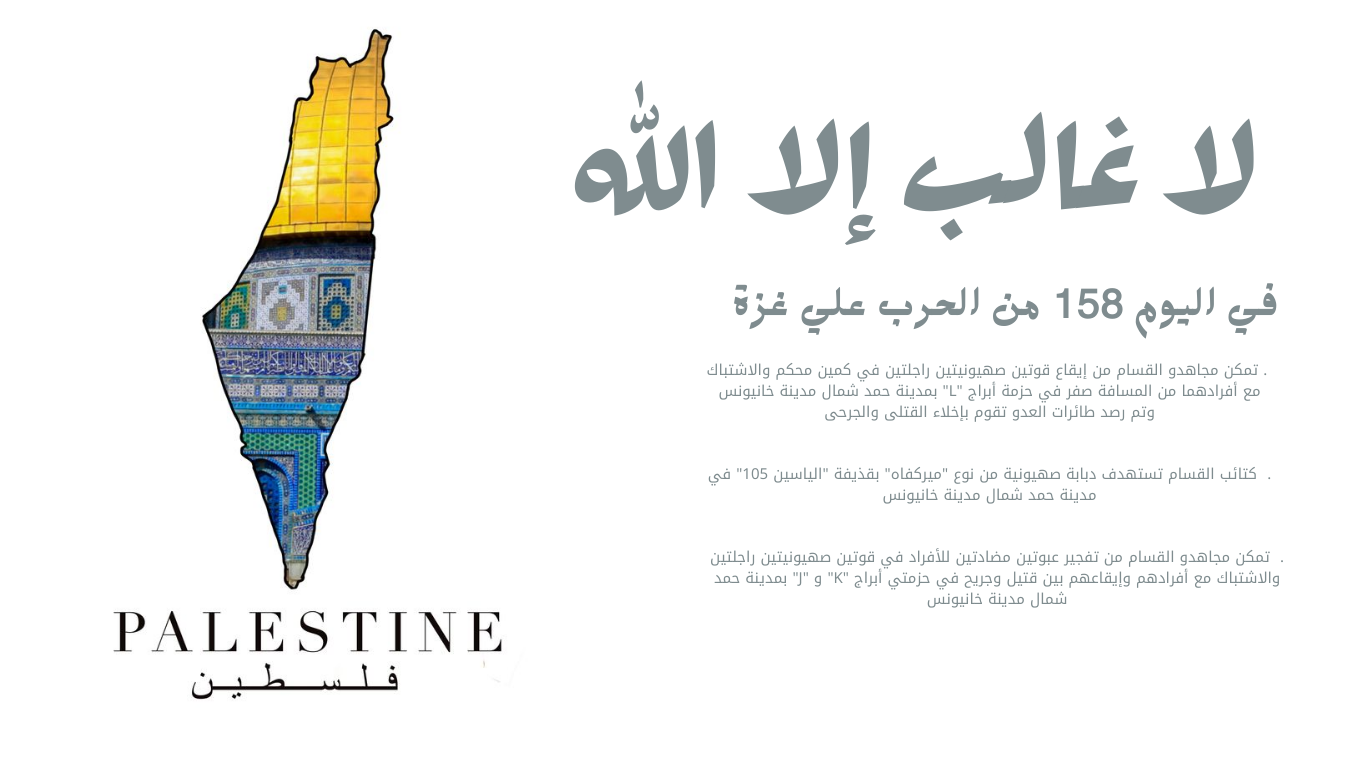 لا غالب إلا الله
في اليوم 158 من الحرب علي غزة
. تمكن مجاهدو القسام من إيقاع قوتين صهيونيتين راجلتين في كمين محكم والاشتباك
مع أفرادهما من المسافة صفر في حزمة أبراج "L" بمدينة حمد شمال مدينة خانيونس
وتم رصد طائرات العدو تقوم بإخلاء القتلى والجرحى
. كتائب القسام تستهدف دبابة صهيونية من نوع "ميركفاه" بقذيفة "الياسين 105" في
مدينة حمد شمال مدينة خانيونس
. تمكن مجاهدو القسام من تفجير عبوتين مضادتين للأفراد في قوتين صهيونيتين راجلتين
والاشتباك مع أفرادهم وإيقاعهم بين قتيل وجريح في حزمتي أبراج "K" و "J" بمدينة حمد
شمال مدينة خانيونس
PALESTINE
فلسطين